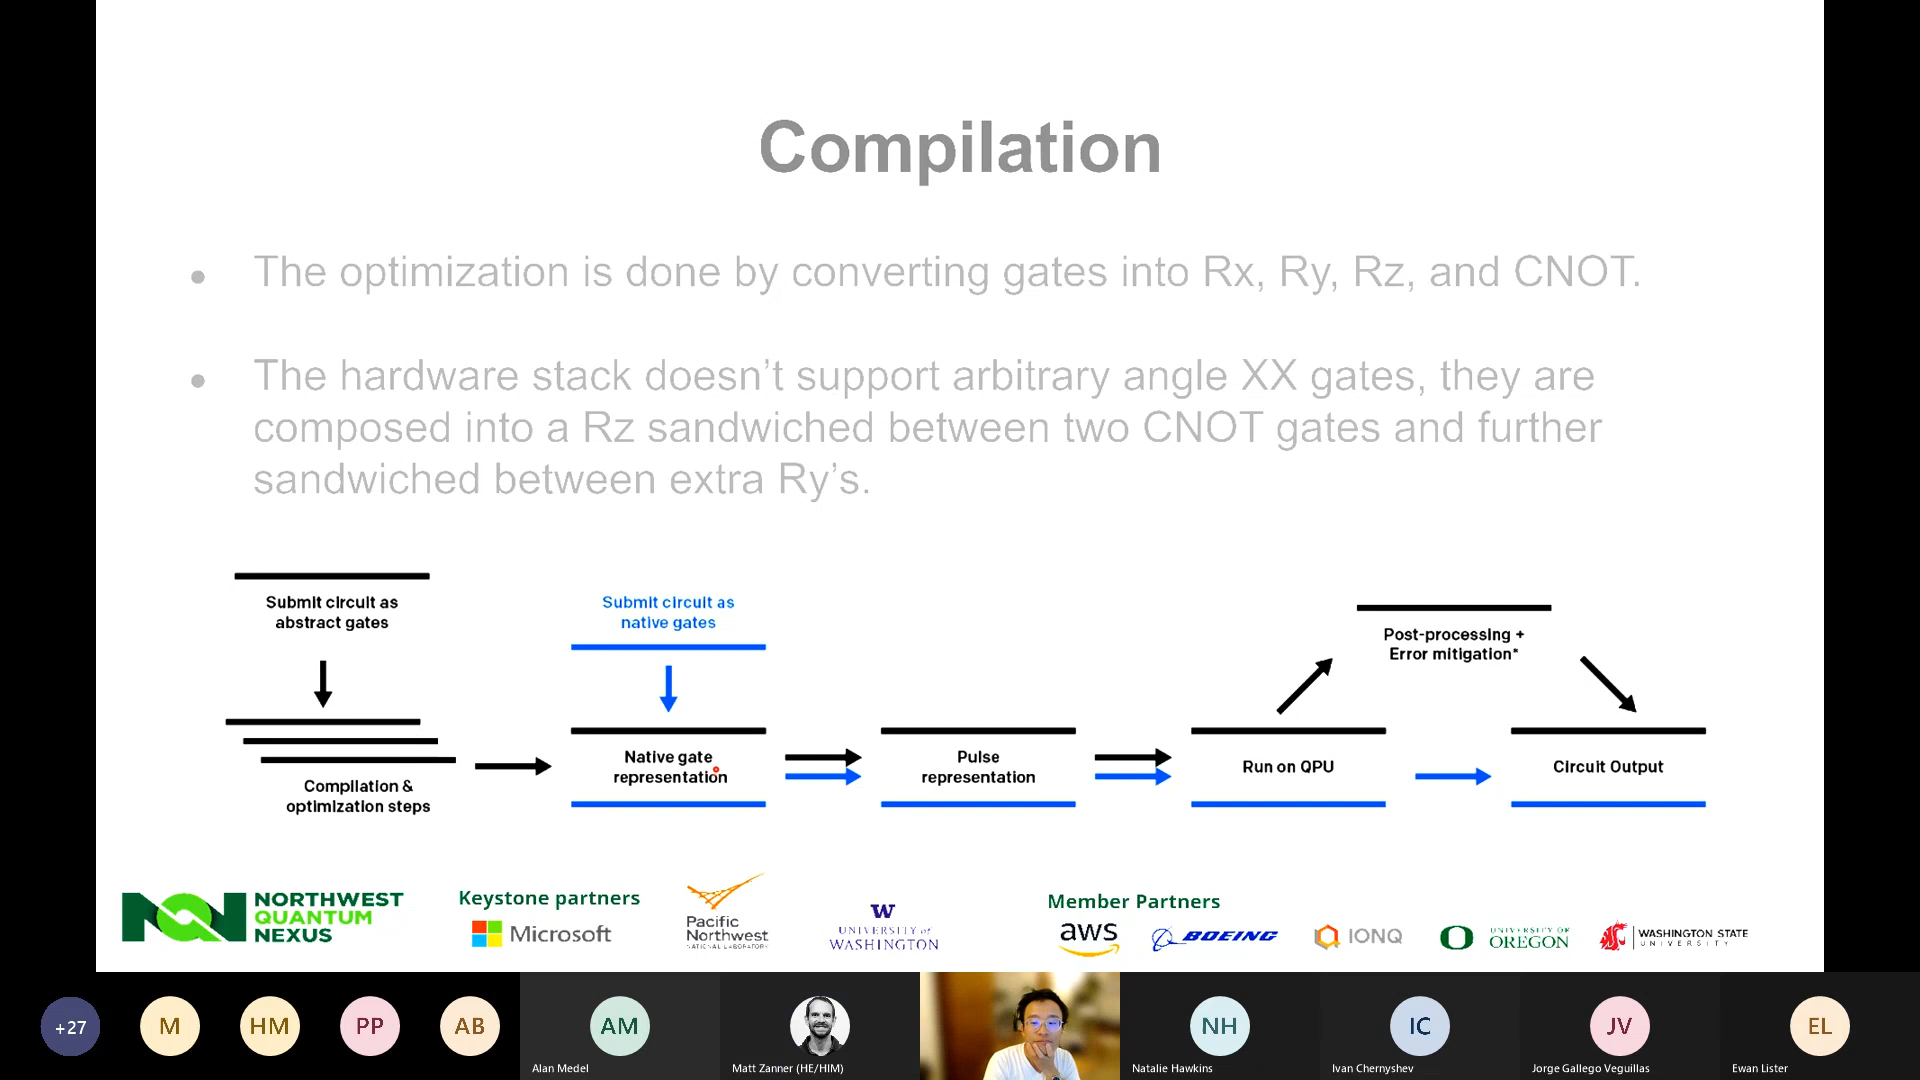 Compilation
● The optimization is done by converting gates into Rx, Ry, Rz, and CNOT.
● The hardware stack doesn’t support arbitrary angle XX gates, they are
composed into a Rz sandwiched between two CNOT gates and further
sandwiched between extra Ry’s.
Submit circuit as
abstract gates
Submit circuit as
native gates
Post-processing +
Error mitigation*
Compilation &
optimization steps
Native gate
representation
Pulse
representation
Run on QPU
Circuit Output
NORTHWEST
QUANTUM
NEXUS
Keystone partners
Microsoft
Pacific
Northwest
NATIONAL LABORATORY
W
UNIVERSITY of
WASHINGTON
Member Partners
aws
BOEING
IONQ
O
UNIVERSITY OF
OREGON
WASHINGTON STATE
UNIVERSITY
+27
M
HM
PP
AB
AM
Alan Medel
Matt Zanner (HE/HIM)
NH
Natalie Hawkins
IC
Ivan Chernyshev
JV
Jorge Gallego Veguillas
EL
Ewan Lister